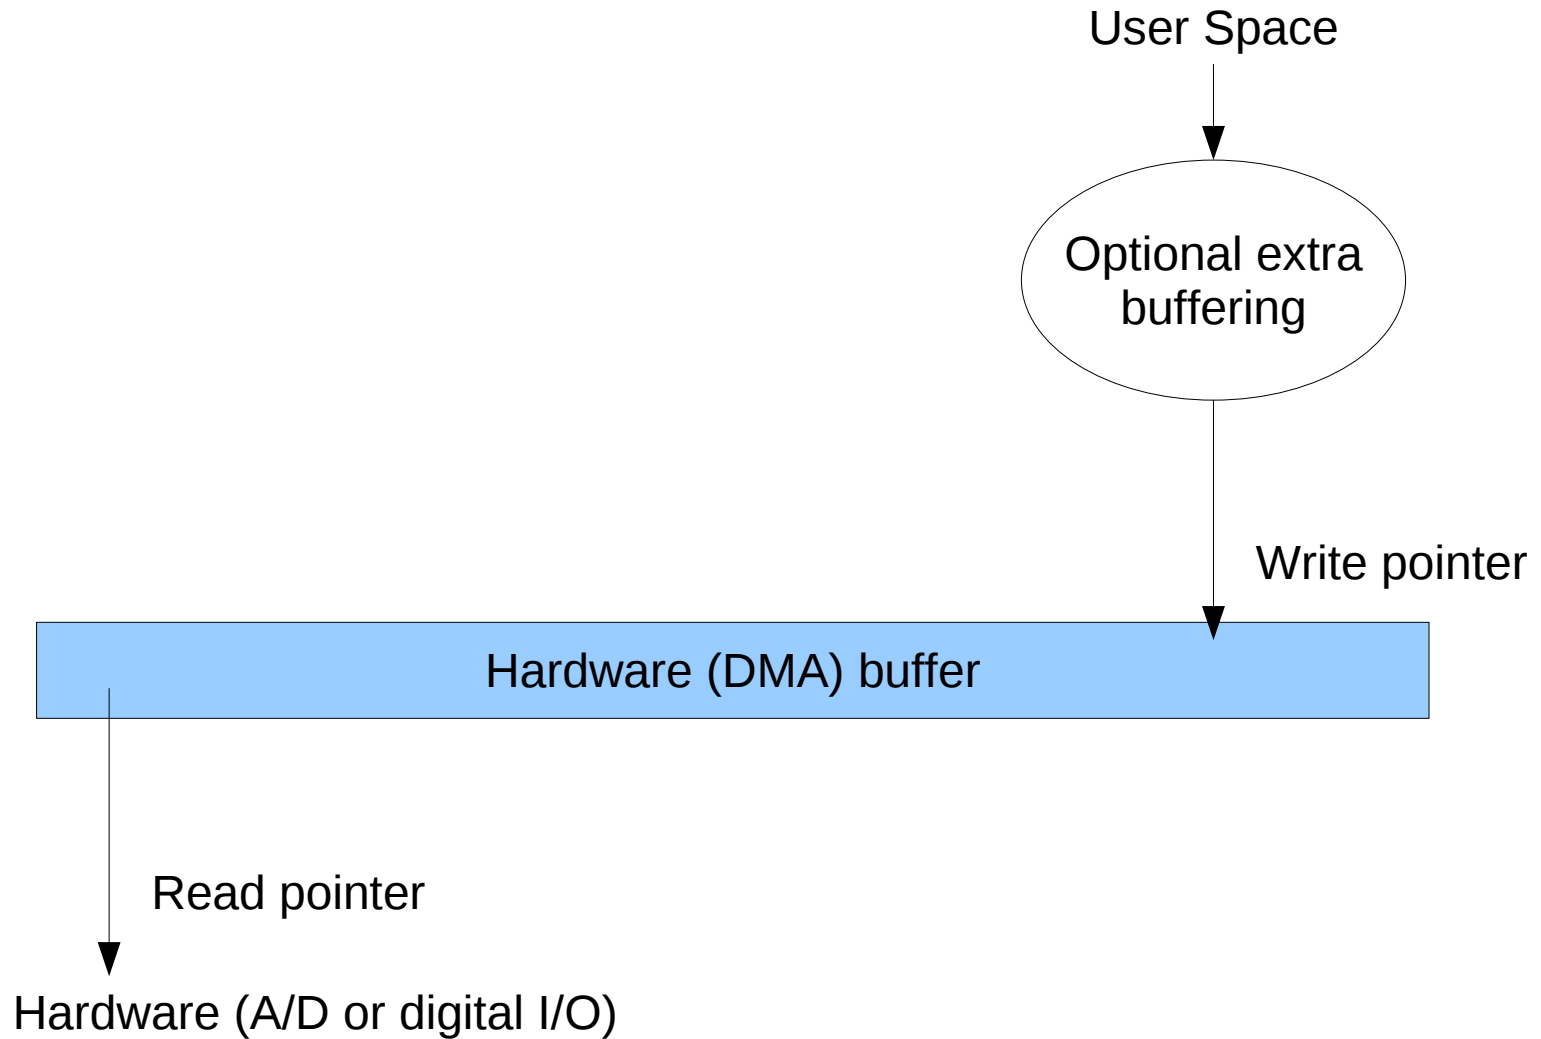 User Space
Optional extra
buffering
Write pointer
Hardware (DMA) buffer
Read pointer
Hardware (A/D or digital I/O)